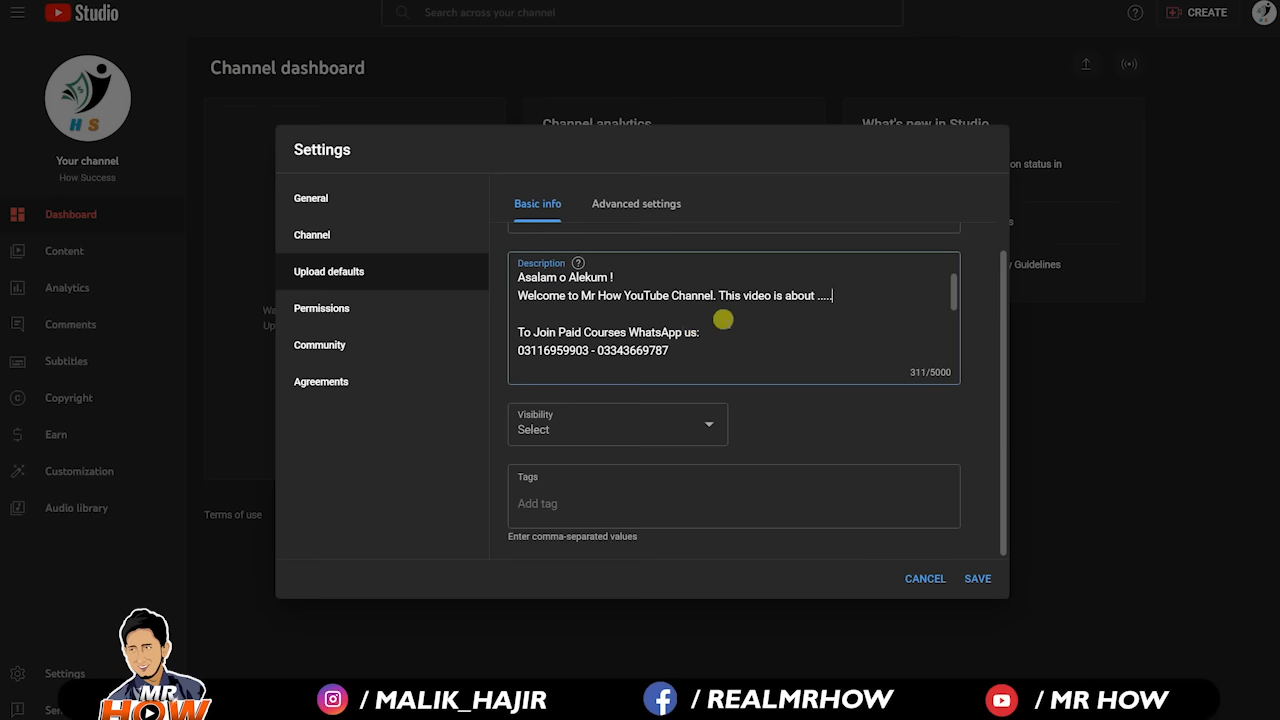 Studio
Search across your channel
CREATE
Channel dashboard
H S
Your channel
How Success
Channel analytics
What's new in Studio
on status in
Guidelines
Dashboard
Content
Analytics
Comments
Subtitles
Copyright
Earn
Customization
Audio library
Terms of use
Settings
Settings
General
Channel
Upload defaults
Permissions
Community
Agreements
Basic info
Advanced settings
Description
Asalam o Alekum !
Welcome to Mr How YouTube Channel. This video is about .....
To Join Paid Courses WhatsApp us:
03116959903 - 03343669787
311/5000
Visibility
Select
Tags
Add tag
Enter comma-separated values
CANCEL
SAVE
MR
HOW
/ MALIK_HAJIR
/ REALMRHOW
/ MR HOW